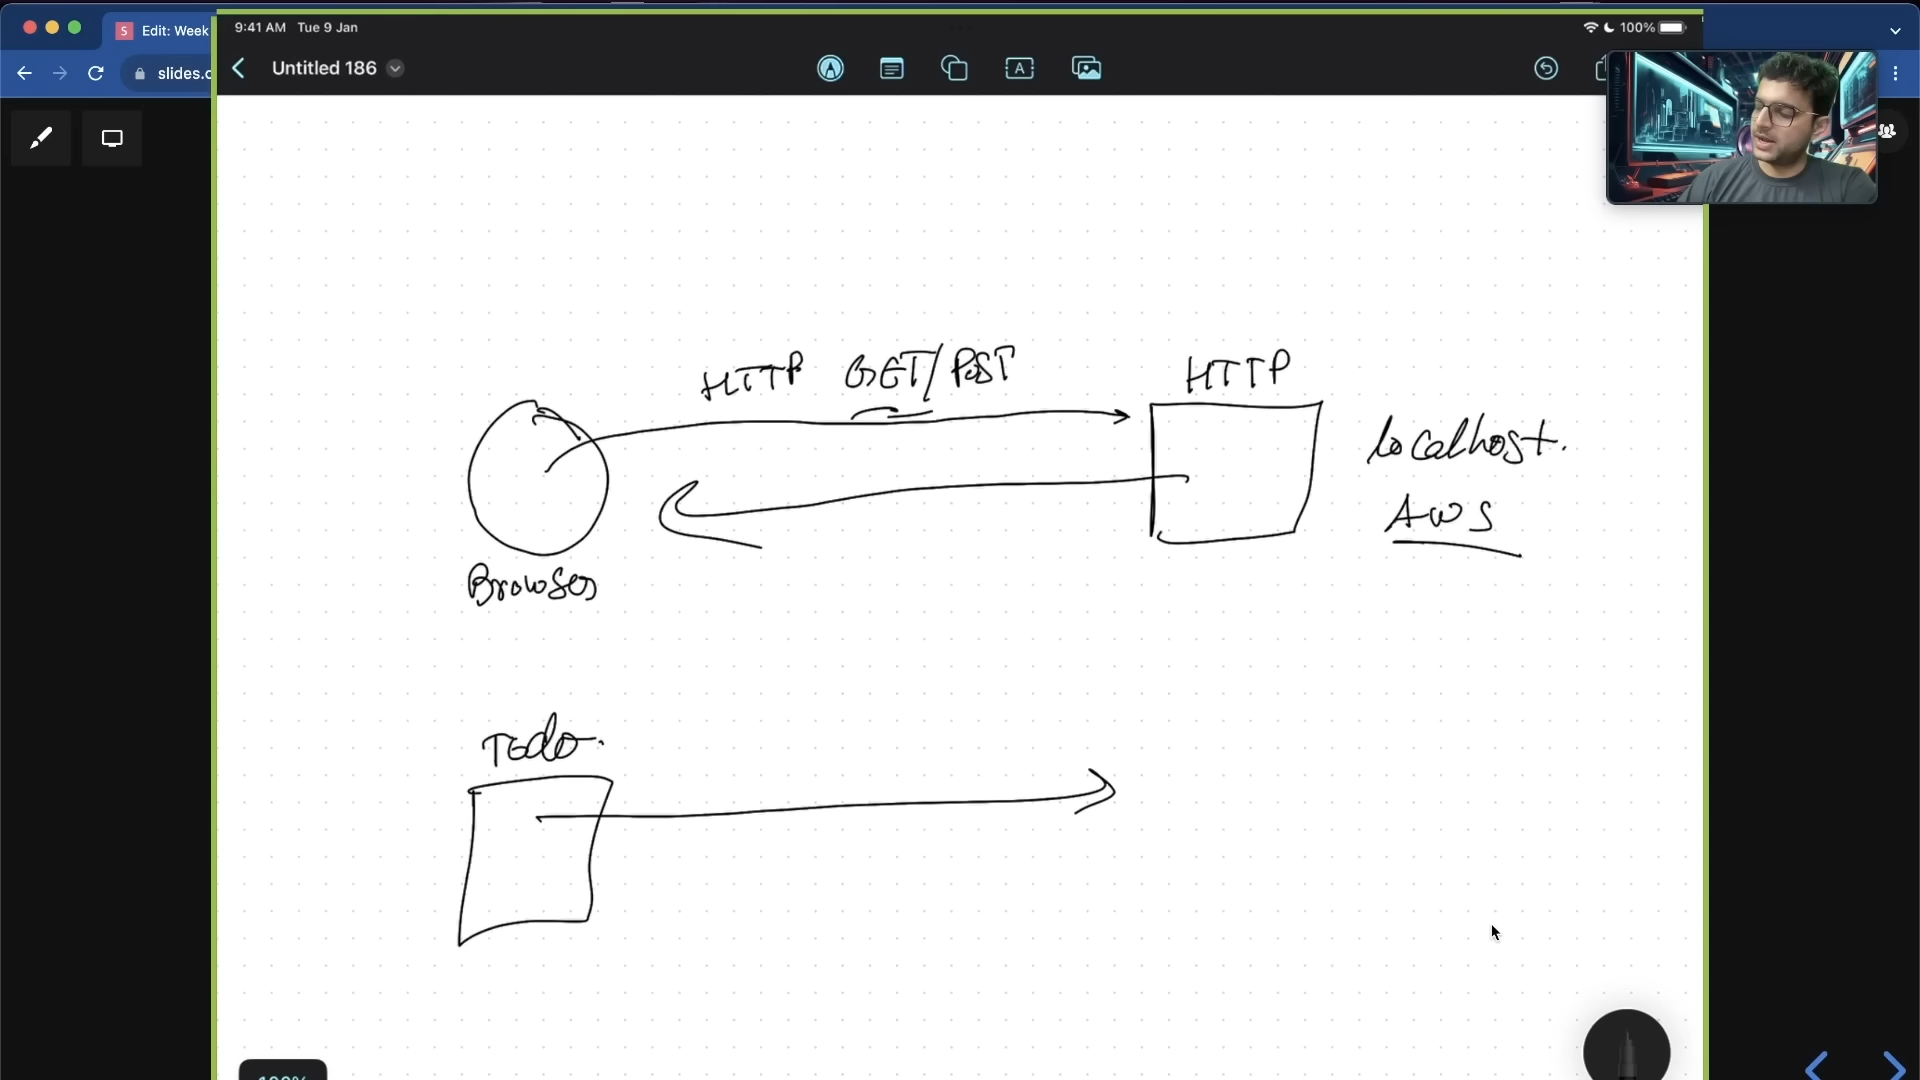 9:41 AM Tue 9 Jan
100%
Edit: Week
Untitled 186
slides.c
HTTP GET/POST
HTTP
localhost.
AWS
Browser
Todo.